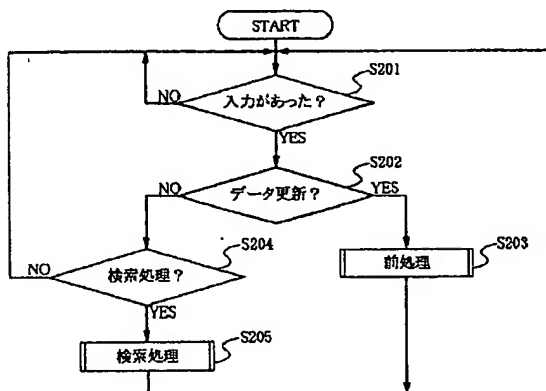 START
S201
入力があった?
NO
YES
S202
データ更新?
NO
YES
S204
検索処理?
NO
YES
S203
前処理
S205
検索処理